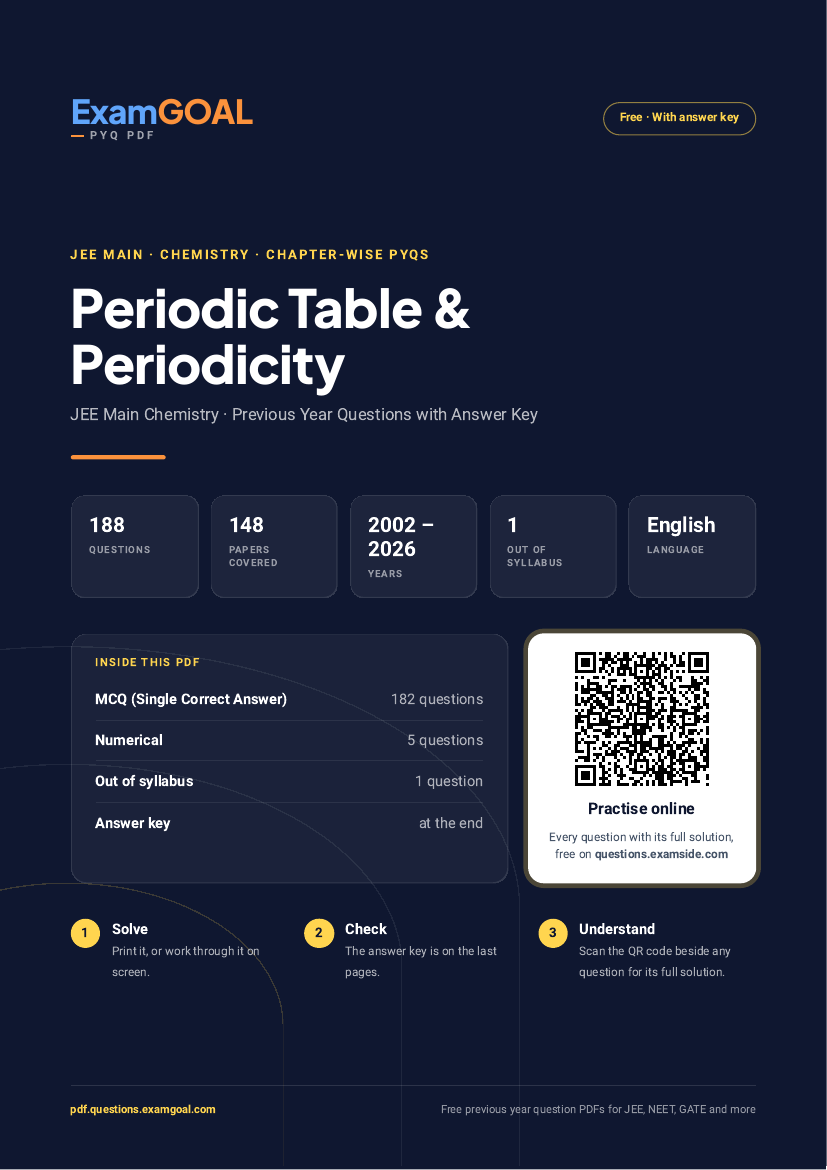 ExamGOAL
PYQ PDF
Free · With answer key
JEE MAIN · CHEMISTRY · CHAPTER-WISE PYQS
Periodic Table &
Periodicity
JEE Main Chemistry · Previous Year Questions with Answer Key
188
QUESTIONS
148
PAPERS
COVERED
2002 –
2026
YEARS
1
OUT OF
SYLLABUS
English
LANGUAGE
INSIDE THIS PDF
MCQ (Single Correct Answer) 182 questions
Numerical 5 questions
Out of syllabus 1 question
Answer key at the end
Practise online
Every question with its full solution,
free on questions.examside.com
1 Solve
Print it, or work through it on
screen.
2 Check
The answer key is on the last
pages.
3 Understand
Scan the QR code beside any
question for its full solution.
pdf.questions.examgoal.com
Free previous year question PDFs for JEE, NEET, GATE and more